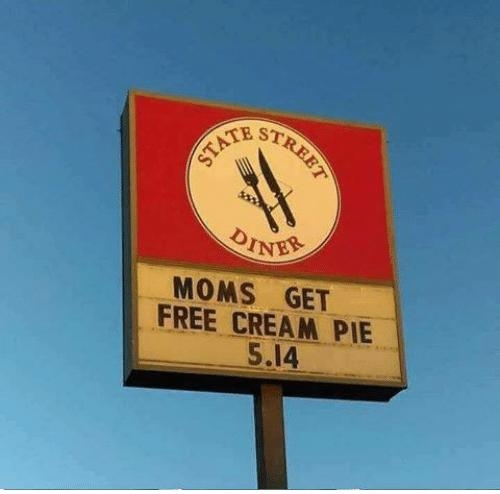 STATE STREET
DINER
MOMS GET
FREE CREAM PIE
5.14